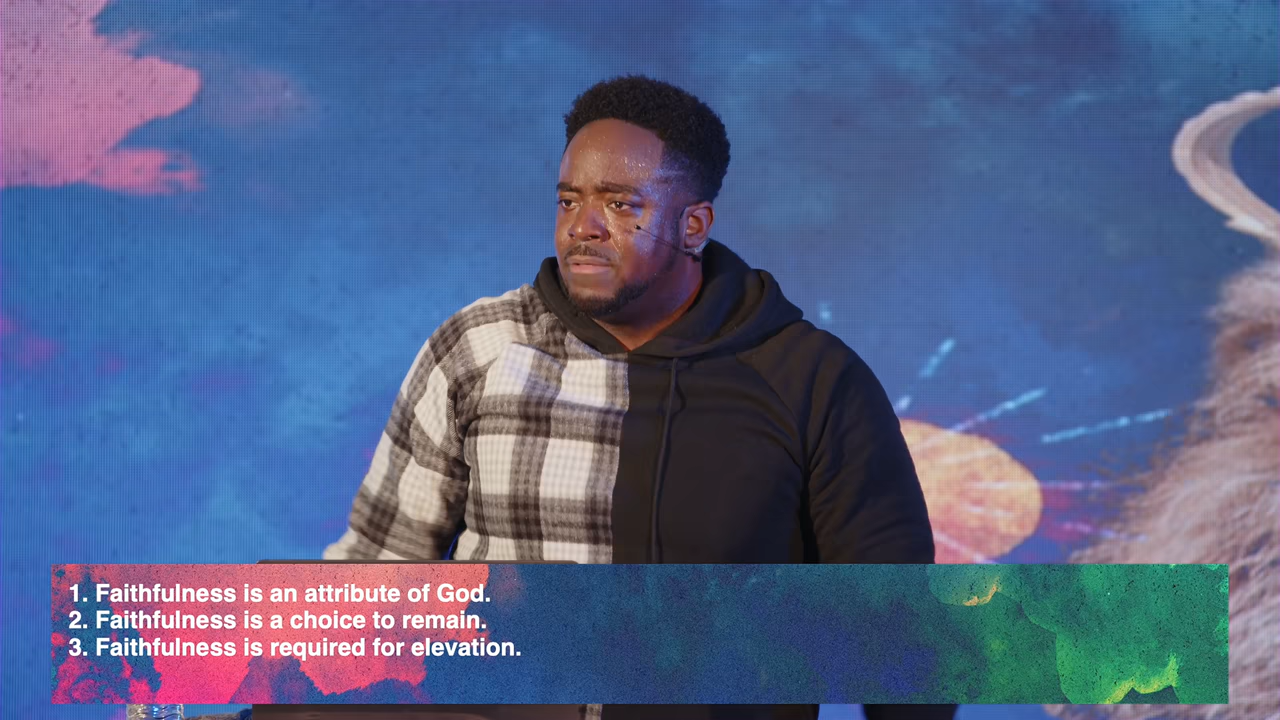 1. Faithfulness is an attribute of God.
2. Faithfulness is a choice to remain.
3. Faithfulness is required for elevation.